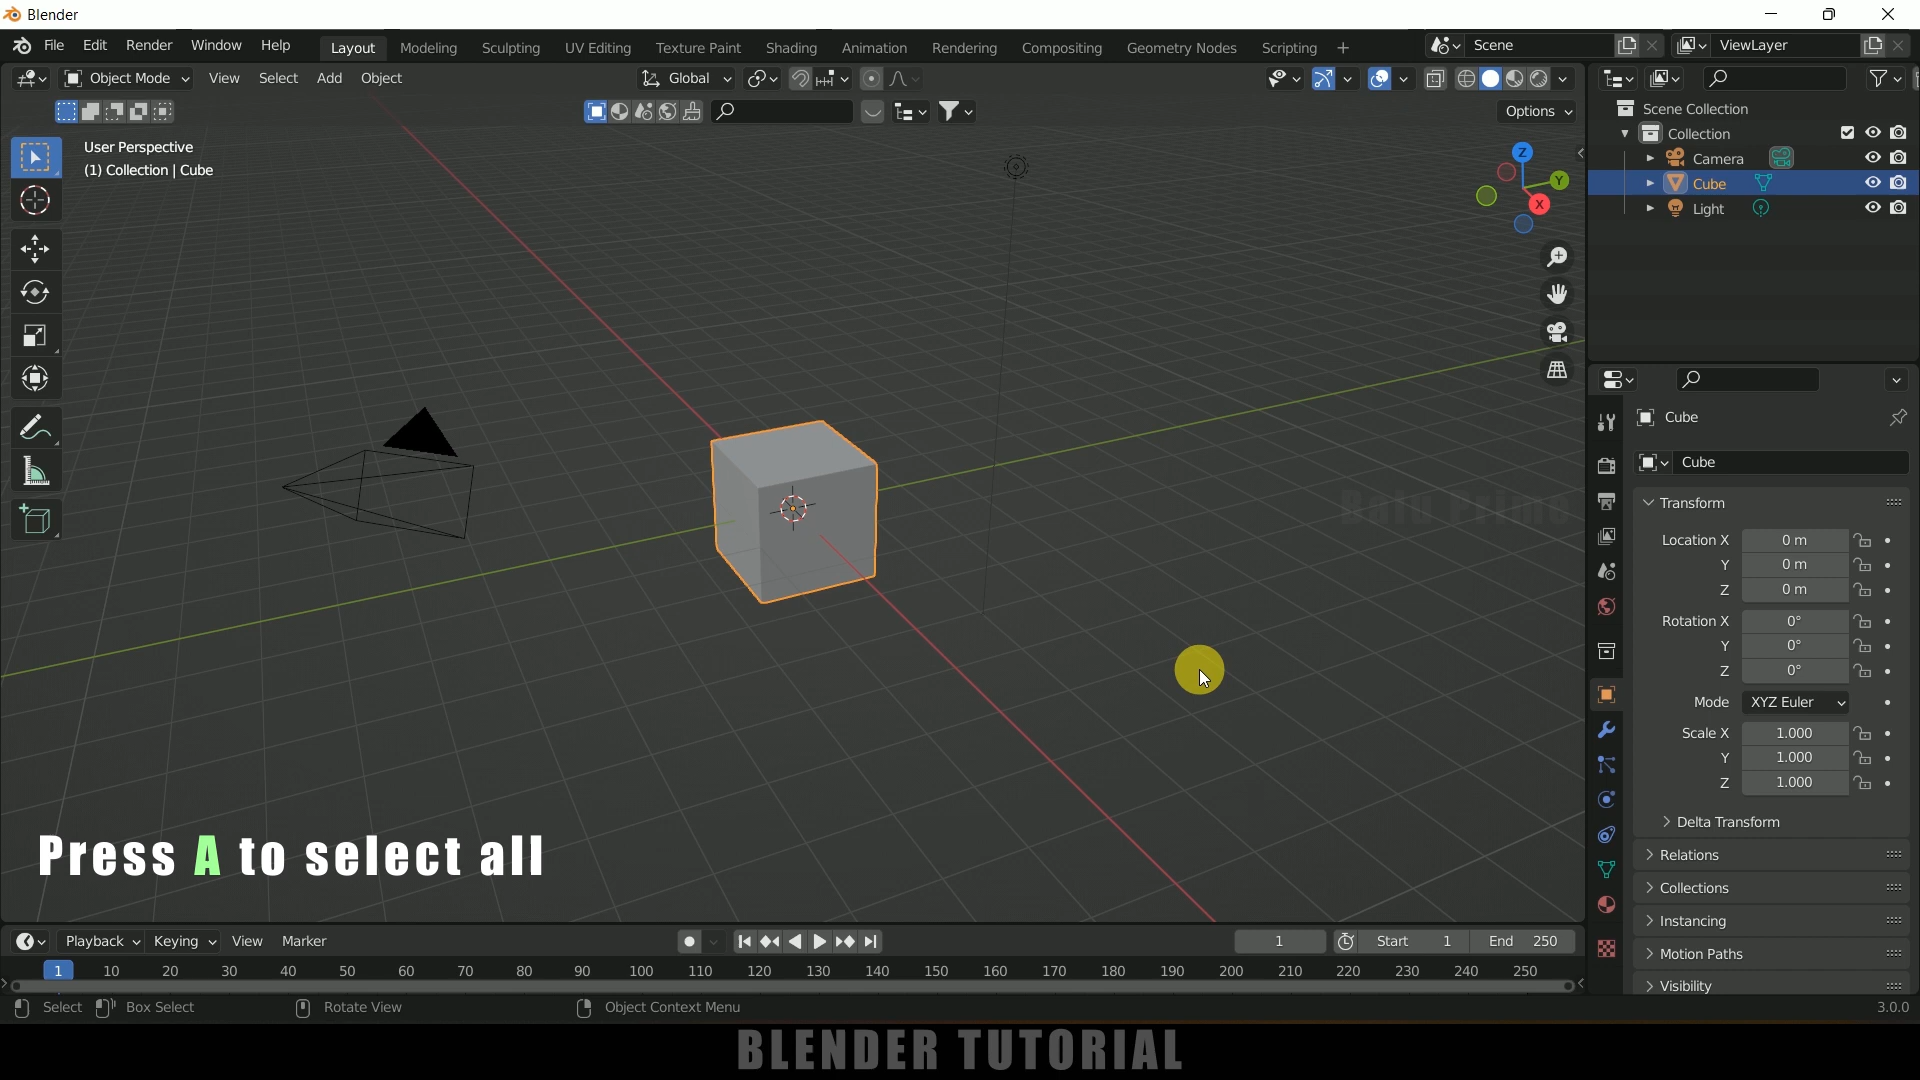 Blender
File Edit Render Window Help Layout Modeling Sculpting UV Editing Texture Paint Shading Animation Rendering Compositing Geometry Nodes Scripting + Scene ViewLayer
Object Mode View Select Add Object Global
Options
User Perspective
(1) Collection | Cube
Z
Y
X
Scene Collection
Collection
Camera
Cube
Light
Cube
Cube
Transform
Location X 0 m
Y 0 m
Z 0 m
Rotation X 0°
Y 0°
Z 0°
Mode XYZ Euler
Scale X 1.000
Y 1.000
Z 1.000
Delta Transform
Relations
Collections
Instancing
Motion Paths
Visibility
Press A to select all
Playback Keying View Marker 1 Start 1 End 250
1 10 20 30 40 50 60 70 80 90 100 110 120 130 140 150 160 170 180 190 200 210 220 230 240 250
Select Box Select Rotate View Object Context Menu 3.0.0
BLENDER TUTORIAL